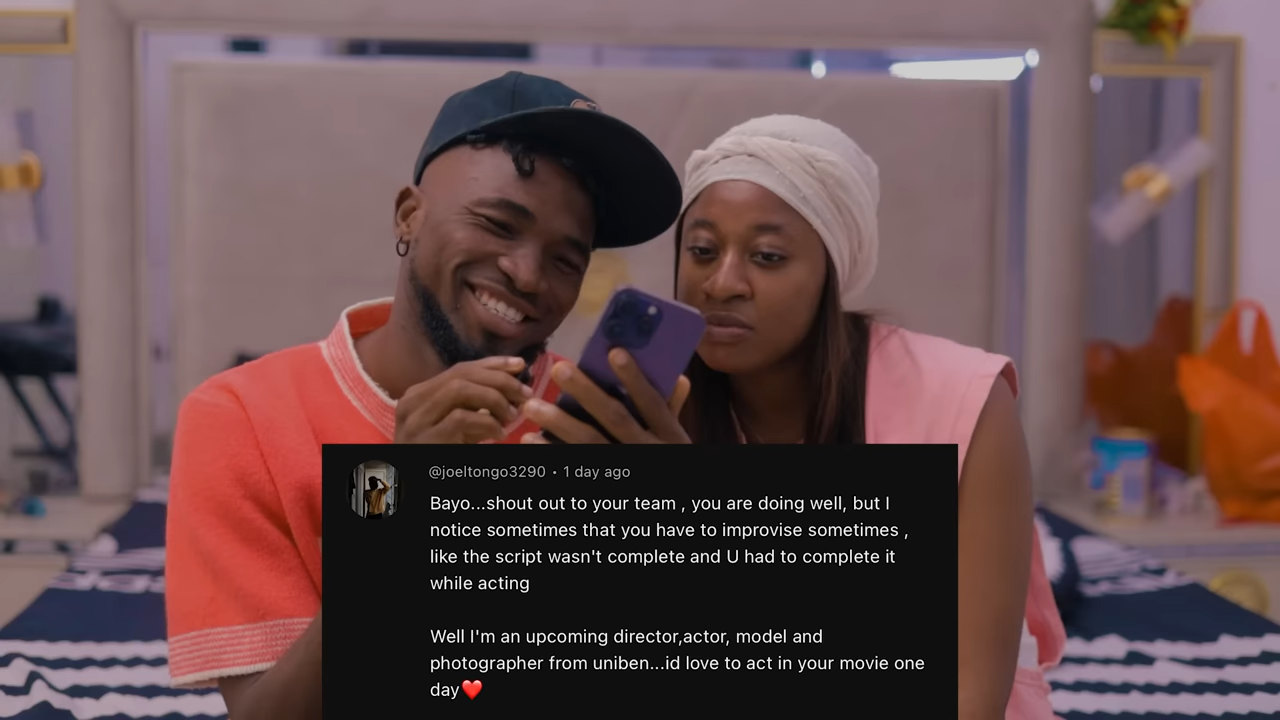 @joeltongo3290 • 1 day ago
Bayo...shout out to your team , you are doing well, but I
notice sometimes that you have to improvise sometimes ,
like the script wasn't complete and U had to complete it
while acting
Well I'm an upcoming director,actor, model and
photographer from uniben...id love to act in your movie one
day❤️